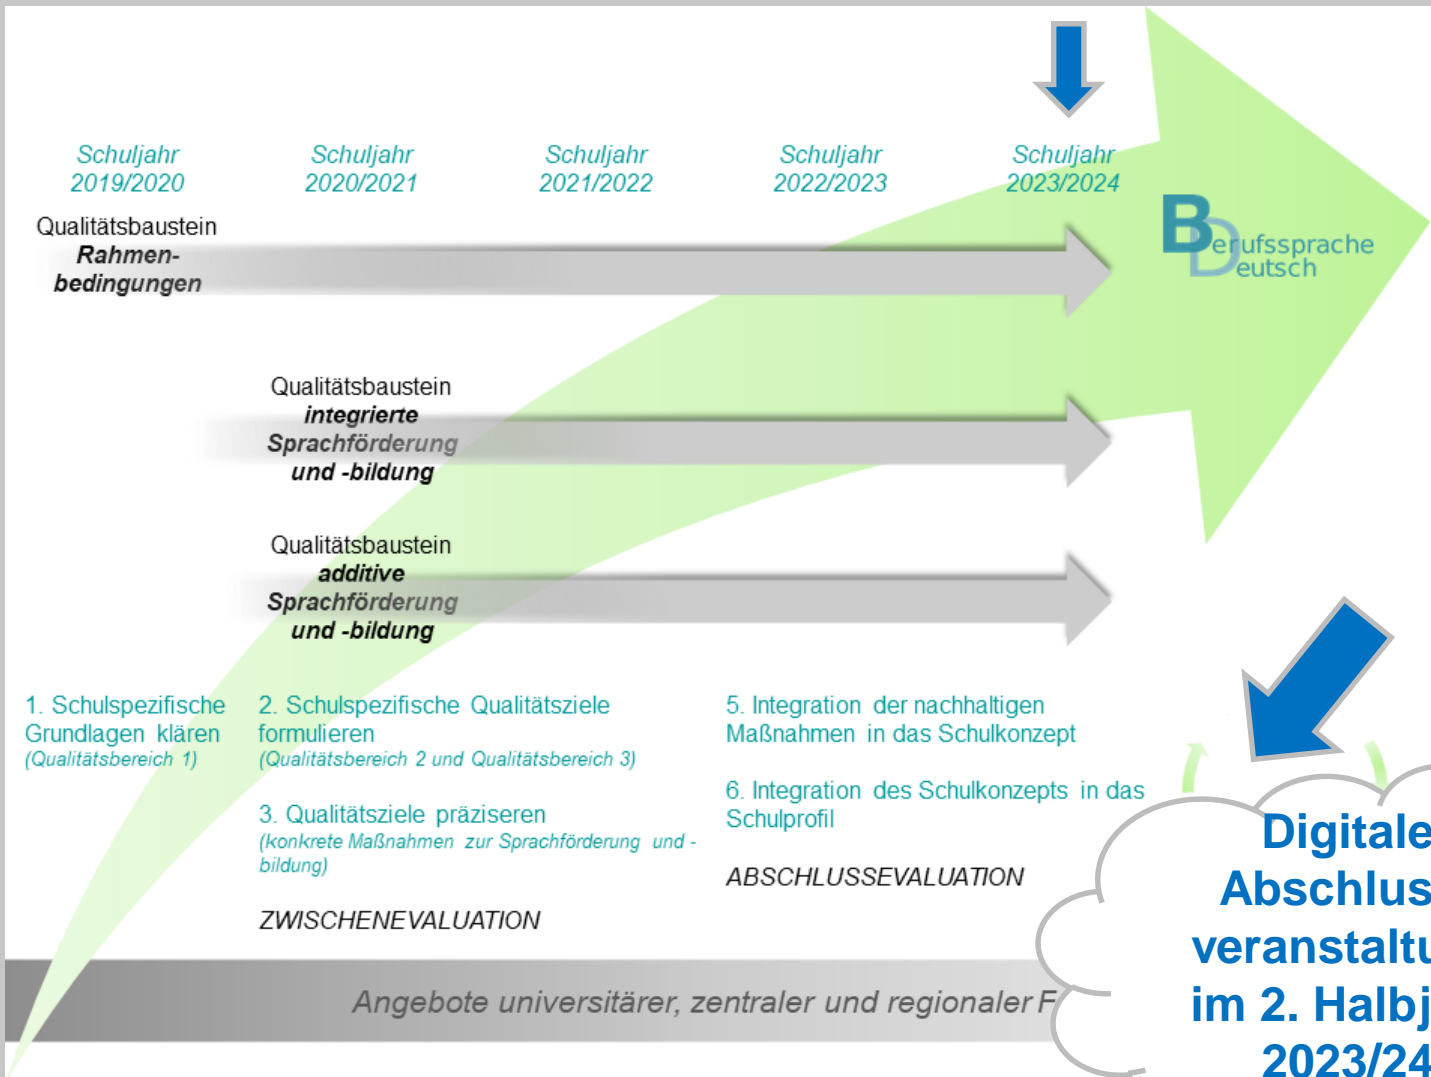 Schuljahr
2019/2020
Schuljahr
2020/2021
Schuljahr
2021/2022
Schuljahr
2022/2023
Schuljahr
2023/2024
Qualitätsbaustein
Rahmen-
bedingungen
Berufssprache
Deutsch
Qualitätsbaustein
integrierte
Sprachförderung
und -bildung
Qualitätsbaustein
additive
Sprachförderung
und -bildung
1. Schulspezifische
Grundlagen klären
(Qualitätsbereich 1)
2. Schulspezifische Qualitätsziele
formulieren
(Qualitätsbereich 2 und Qualitätsbereich 3)
3. Qualitätsziele präziseren
(konkrete Maßnahmen zur Sprachförderung und -
bildung)
ZWISCHENEVALUATION
5. Integration der nachhaltigen
Maßnahmen in das Schulkonzept
6. Integration des Schulkonzepts in das
Schulprofil
ABSCHLUSSEVALUATION
Digitale
Abschlus
veranstaltu
im 2. Halbj
2023/24
Angebote universitärer, zentraler und regionaler F